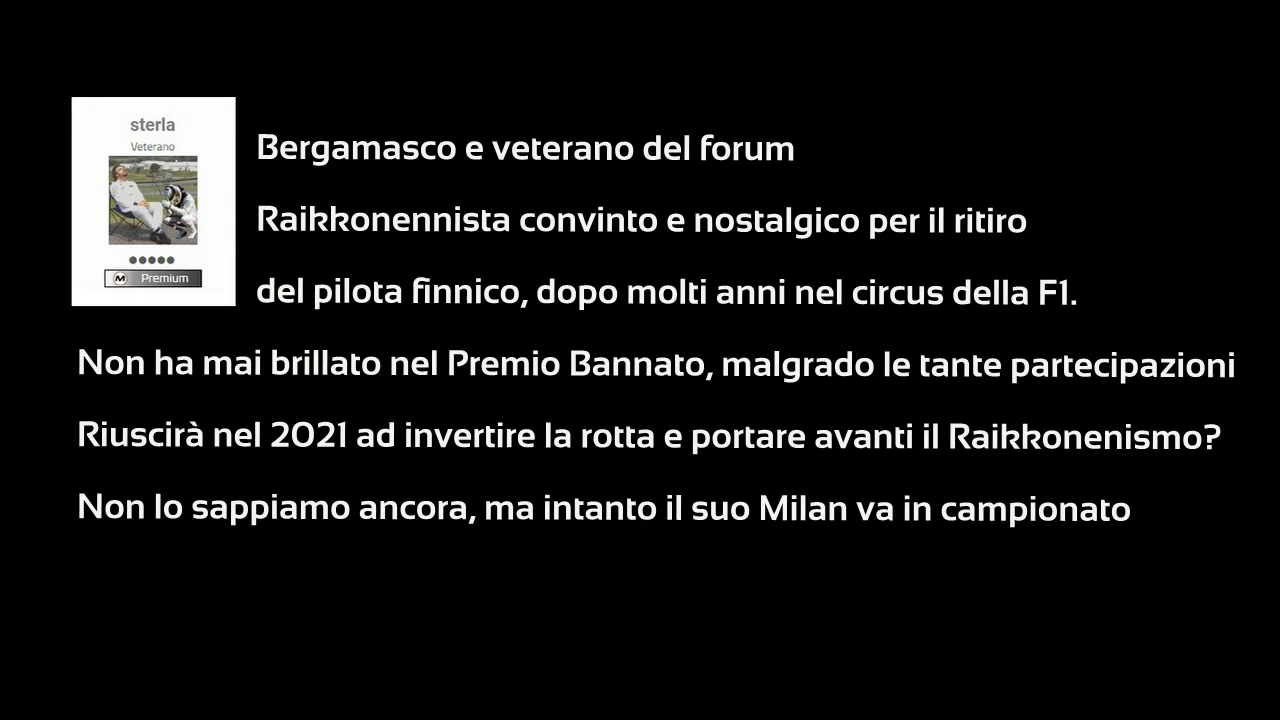 sterla
Veterano
Premium
Bergamasco e veterano del forum
Raikkonennista convinto e nostalgico per il ritiro
del pilota finnico, dopo molti anni nel circus della F1.
Non ha mai brillato nel Premio Bannato, malgrado le tante partecipazioni
Riuscirà nel 2021 ad invertire la rotta e portare avanti il Raikkonenismo?
Non lo sappiamo ancora, ma intanto il suo Milan va in campionato